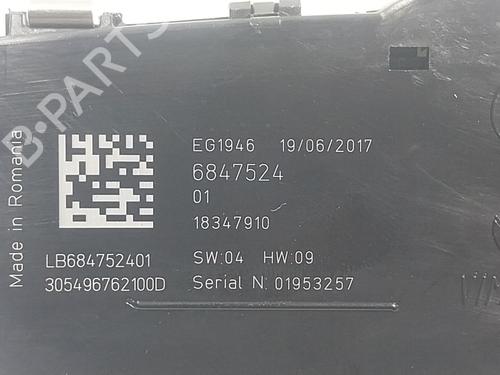 B-PARTS
Made in Romania
EG1946 19/06/2017
6847524
01
18347910
LB684752401
305496762100D
SW:04 HW:09
Serial N: 01953257